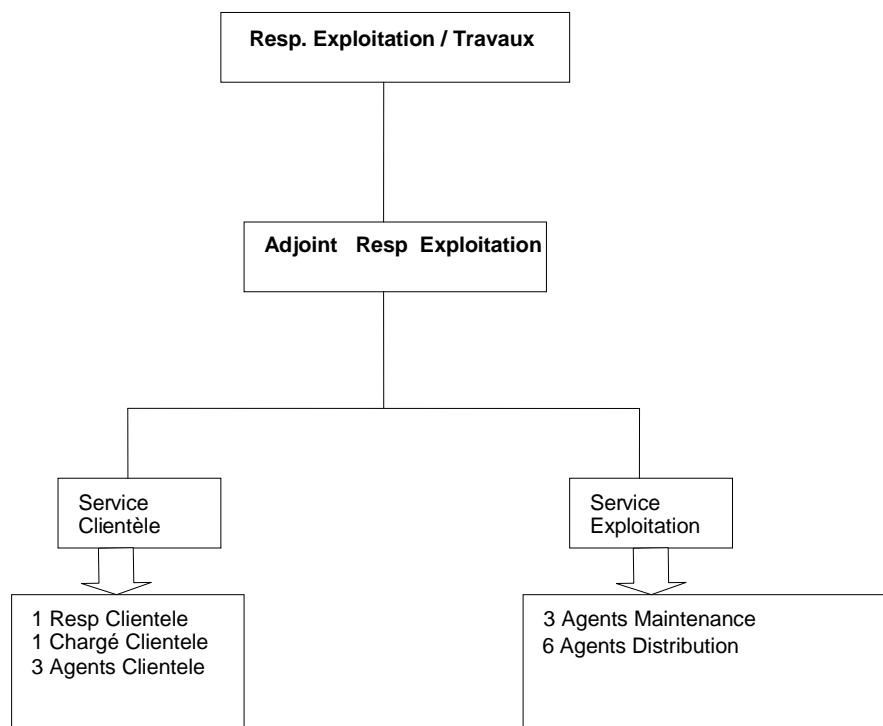 Resp. Exploitation / Travaux
Adjoint Resp Exploitation
Service
Clientèle
Service
Exploitation
1 Resp Clientele
1 Chargé Clientele
3 Agents Clientele
3 Agents Maintenance
6 Agents Distribution